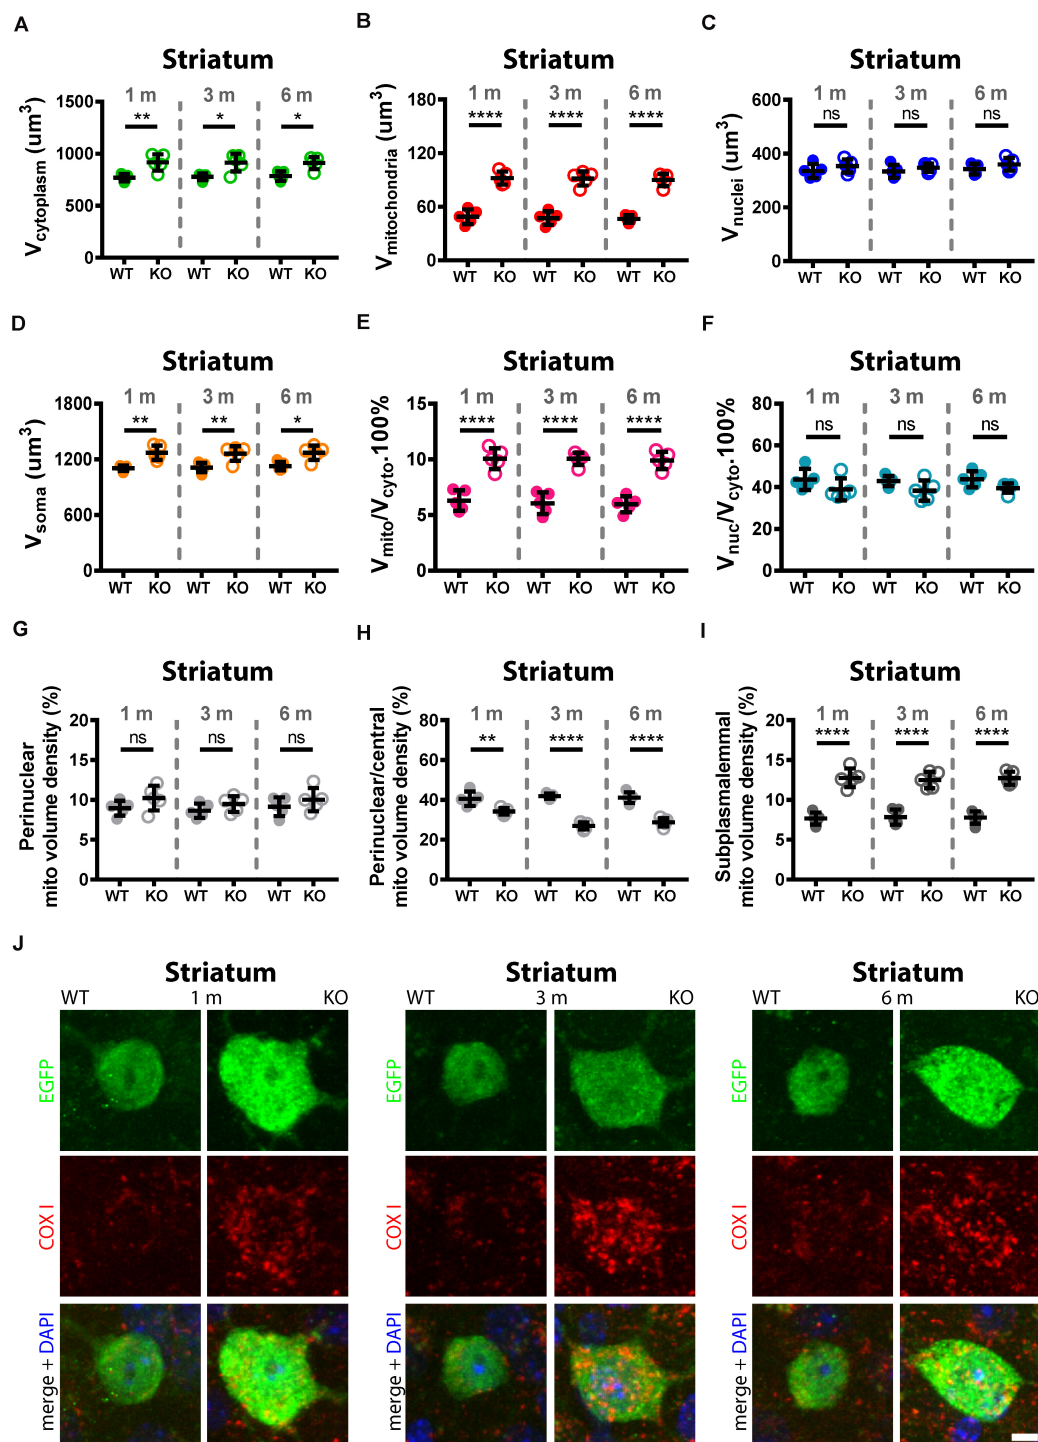 A
Striatum
1 m 3 m 6 m
** * *
Vcytoplasm (um3)
1500
1000
500
0
WT KO WT KO WT KO
B
Striatum
1 m 3 m 6 m
**** **** ****
Vmitochondria (um3)
180
120
60
0
WT KO WT KO WT KO
C
Striatum
1 m 3 m 6 m
ns ns ns
Vnuclei (um3)
600
400
200
0
WT KO WT KO WT KO
D
Striatum
1 m 3 m 6 m
** ** *
Vsoma (um3)
1800
1200
600
0
WT KO WT KO WT KO
E
Striatum
1 m 3 m 6 m
**** **** ****
Vmito/Vcyto·100%
15
10
5
0
WT KO WT KO WT KO
F
Striatum
1 m 3 m 6 m
ns ns ns
Vnuc/Vcyto·100%
80
60
40
20
0
WT KO WT KO WT KO
G
Striatum
1 m 3 m 6 m
ns ns ns
Perinuclear
mito volume density (%)
20
15
10
5
0
WT KO WT KO WT KO
H
Striatum
1 m 3 m 6 m
** **** ****
Perinuclear/central
mito volume density (%)
80
60
40
20
0
WT KO WT KO WT KO
I
Striatum
1 m 3 m 6 m
**** **** ****
Subplasmalemmal
mito volume density (%)
20
15
10
5
0
WT KO WT KO WT KO
J
Striatum
WT 1 m KO
EGFP
COX I
merge + DAPI
Striatum
WT 3 m KO
EGFP
COX I
merge + DAPI
Striatum
WT 6 m KO
EGFP
COX I
merge + DAPI